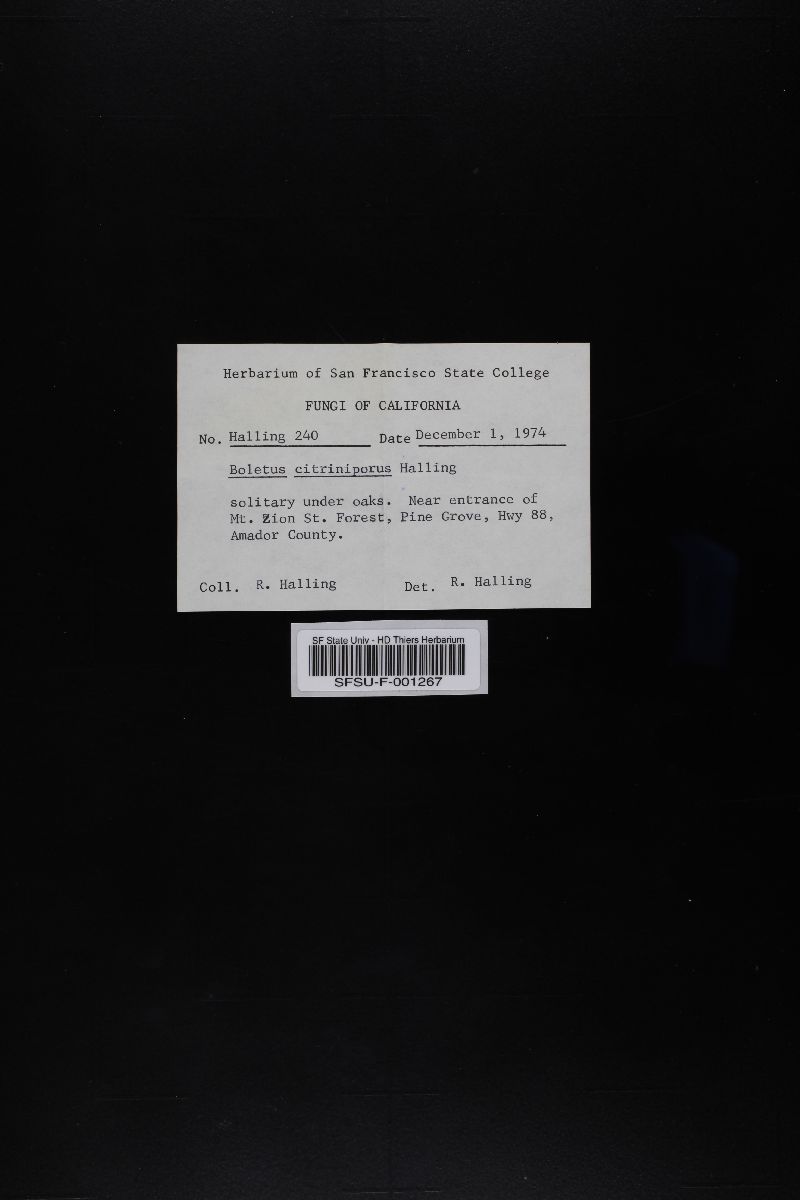 Herbarium of San Francisco State College
FUNGI OF CALIFORNIA
No. Halling 240 Date December 1, 1974
Boletus citriniporus Halling
solitary under oaks. Near entrance of
Mt. Zion St. Forest, Pine Grove, Hwy 88,
Amador County.
Coll. R. Halling Det. R. Halling
SF State Univ - HD Thiers Herbarium
SFSU-F-001267